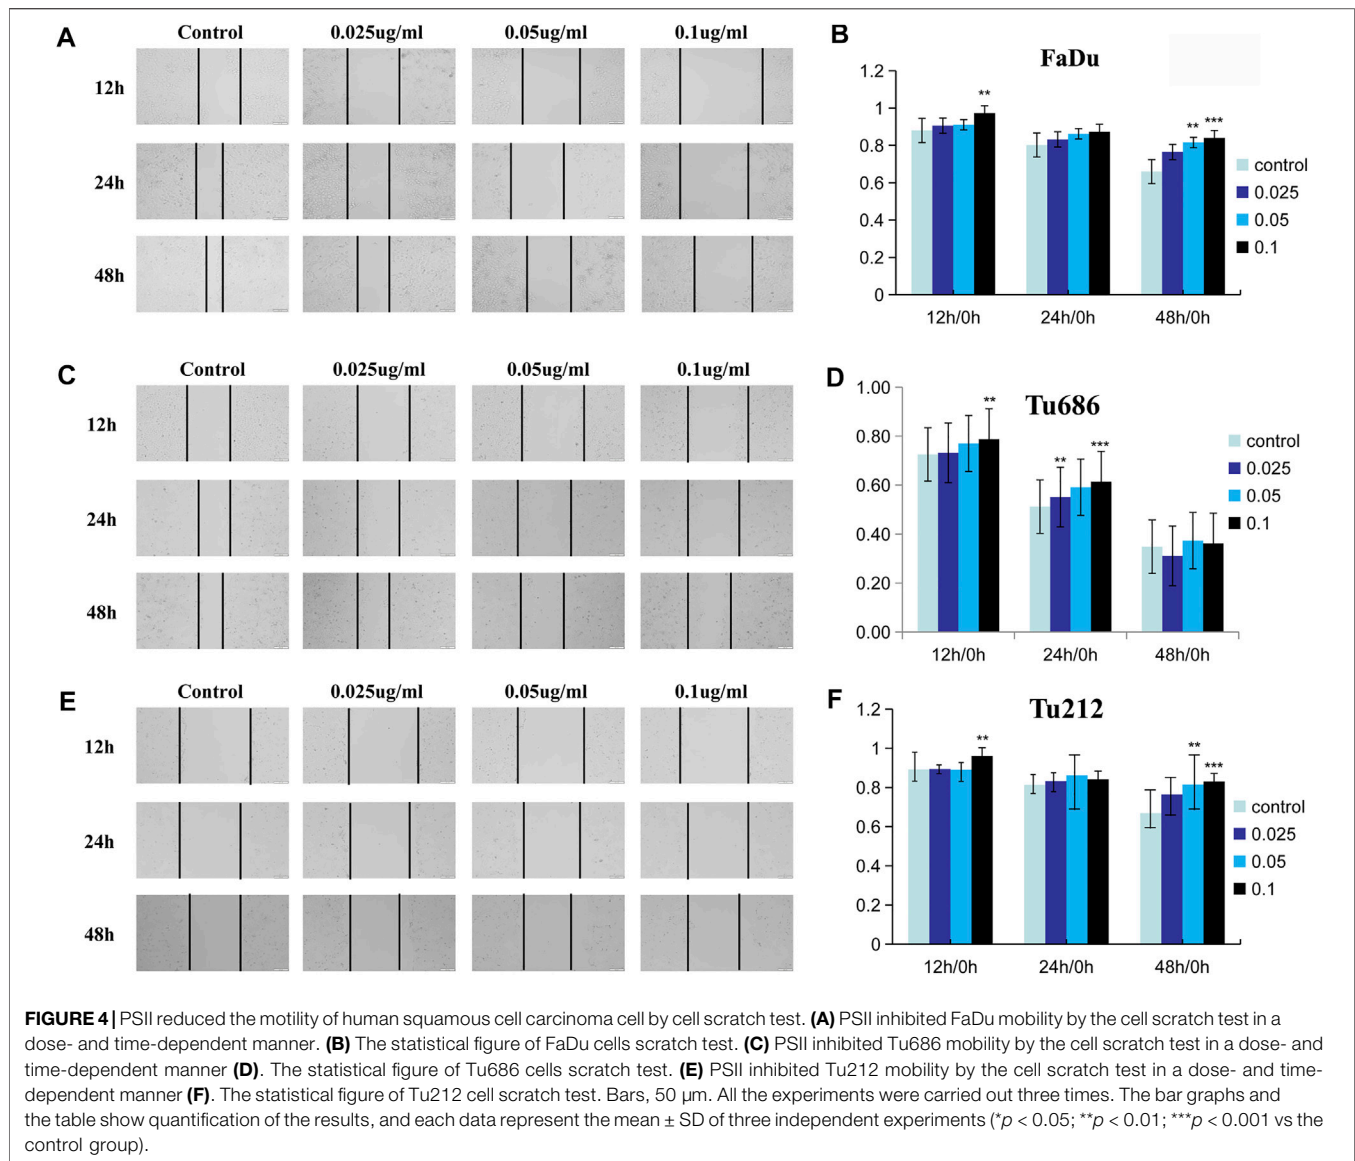 A
Control
0.025ug/ml
0.05ug/ml
0.1ug/ml
12h
24h
48h
B
FaDu
1.2
1
0.8
0.6
0.4
0.2
0
**
** ***
12h/0h
24h/0h
48h/0h
control
0.025
0.05
0.1
C
Control
0.025ug/ml
0.05ug/ml
0.1ug/ml
12h
24h
48h
D
Tu686
1.00
0.80
0.60
0.40
0.20
0.00
**
** ***
12h/0h
24h/0h
48h/0h
control
0.025
0.05
0.1
E
Control
0.025ug/ml
0.05ug/ml
0.1ug/ml
12h
24h
48h
F
Tu212
1.2
1
0.8
0.6
0.4
0.2
0
**
** ***
12h/0h
24h/0h
48h/0h
control
0.025
0.05
0.1
FIGURE 4 | PSII reduced the motility of human squamous cell carcinoma cell by cell scratch test. (A) PSII inhibited FaDu mobility by the cell scratch test in a
dose- and time-dependent manner. (B) The statistical figure of FaDu cells scratch test. (C) PSII inhibited Tu686 mobility by the cell scratch test in a dose- and
time-dependent manner (D). The statistical figure of Tu686 cells scratch test. (E) PSII inhibited Tu212 mobility by the cell scratch test in a dose- and time-
dependent manner (F). The statistical figure of Tu212 cell scratch test. Bars, 50 µm. All the experiments were carried out three times. The bar graphs and
the table show quantification of the results, and each data represent the mean ± SD of three independent experiments (*p < 0.05; **p < 0.01; ***p < 0.001 vs the
control group).